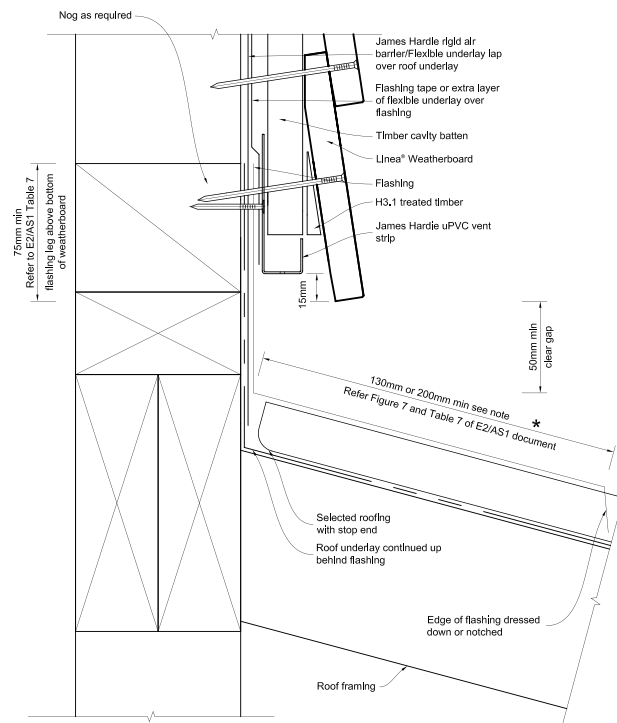 Nog as required
James Hardie rigid air
barrier/Flexible underlay lap
over roof underlay
Flashing tape or extra layer
of flexible underlay over
flashing
Timber cavity batten
Linea® Weatherboard
Flashing
H3.1 treated timber
James Hardie uPVC vent
strip
75mm min
Refer to E2/AS1 Table 7
flashing leg above bottom
of weatherboard
15mm
50mm min
clear gap
130mm or 200mm min see note
Refer Figure 7 and Table 7 of E2/AS1 document
*
Selected roofing
with stop end
Roof underlay continued up
behind flashing
Edge of flashing dressed
down or notched
Roof framing